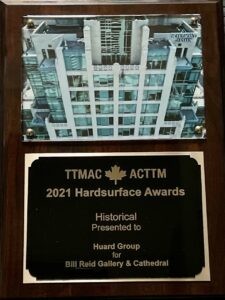 TTMAC ACTTM
2021 Hardsurface Awards
Historical
Presented to
Huard Group
for
Bill Reid Gallery & Cathedral